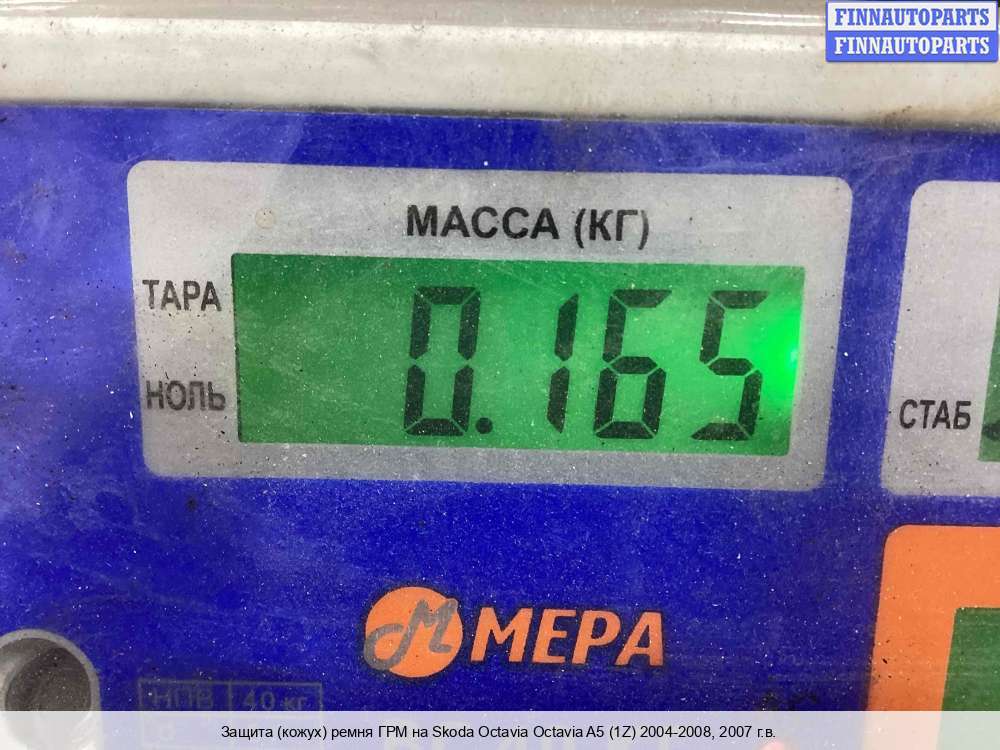 FINNAUTOPARTS
FINNAUTOPARTS
МАССА (КГ)
ТАРА
0.165
НОЛЬ
СТАБ
М МЕРА
НПВ 40 кг
Защита (кожух) ремня ГРМ на Skoda Octavia Octavia A5 (1Z) 2004-2008, 2007 г.в.